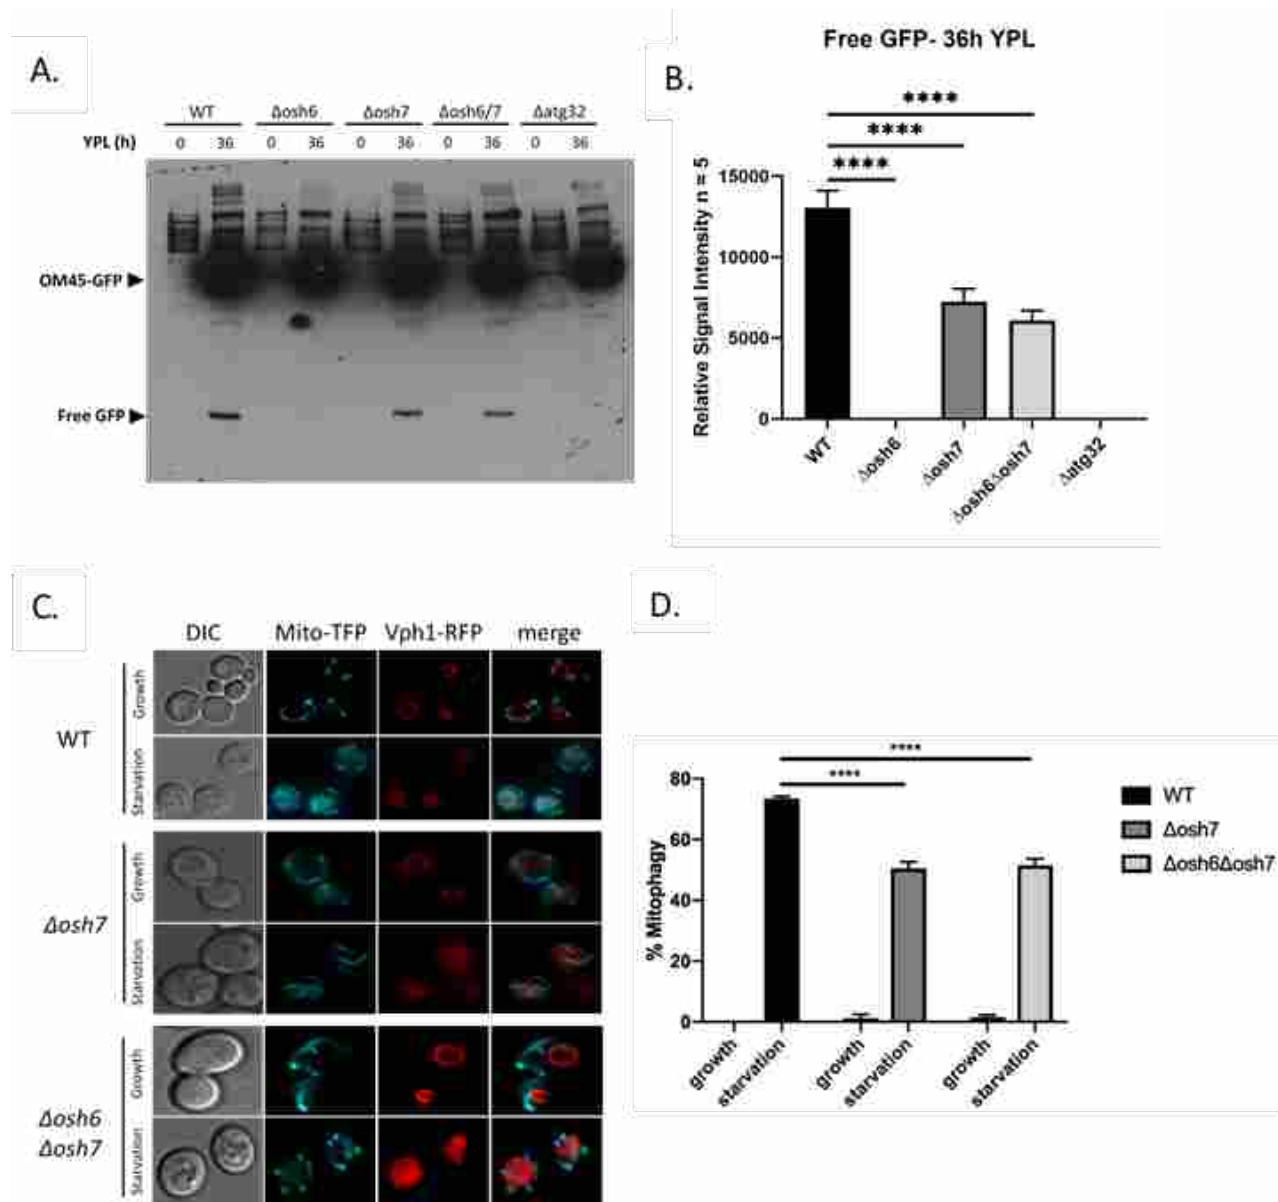 A.
WT Δosh6 Δosh7 Δosh6/7 Δatg32
YPL (h) 0 36 0 36 0 36 0 36 0 36
OM45-GFP
Free GFP
B.
Free GFP- 36h YPL
****
****
****
Relative Signal Intensity n = 5
15000
10000
5000
0
WT
Δosh6
Δosh7
Δosh6Δosh7
Δatg32
C.
DIC Mito-TFP Vph1-RFP merge
WT
Growth
Starvation
Δosh7
Growth
Starvation
Δosh6
Δosh7
Growth
Starvation
D.
****
****
% Mitophagy
80
60
40
20
0
growth
starvation
growth
starvation
growth
starvation
WT
Δosh7
Δosh6Δosh7